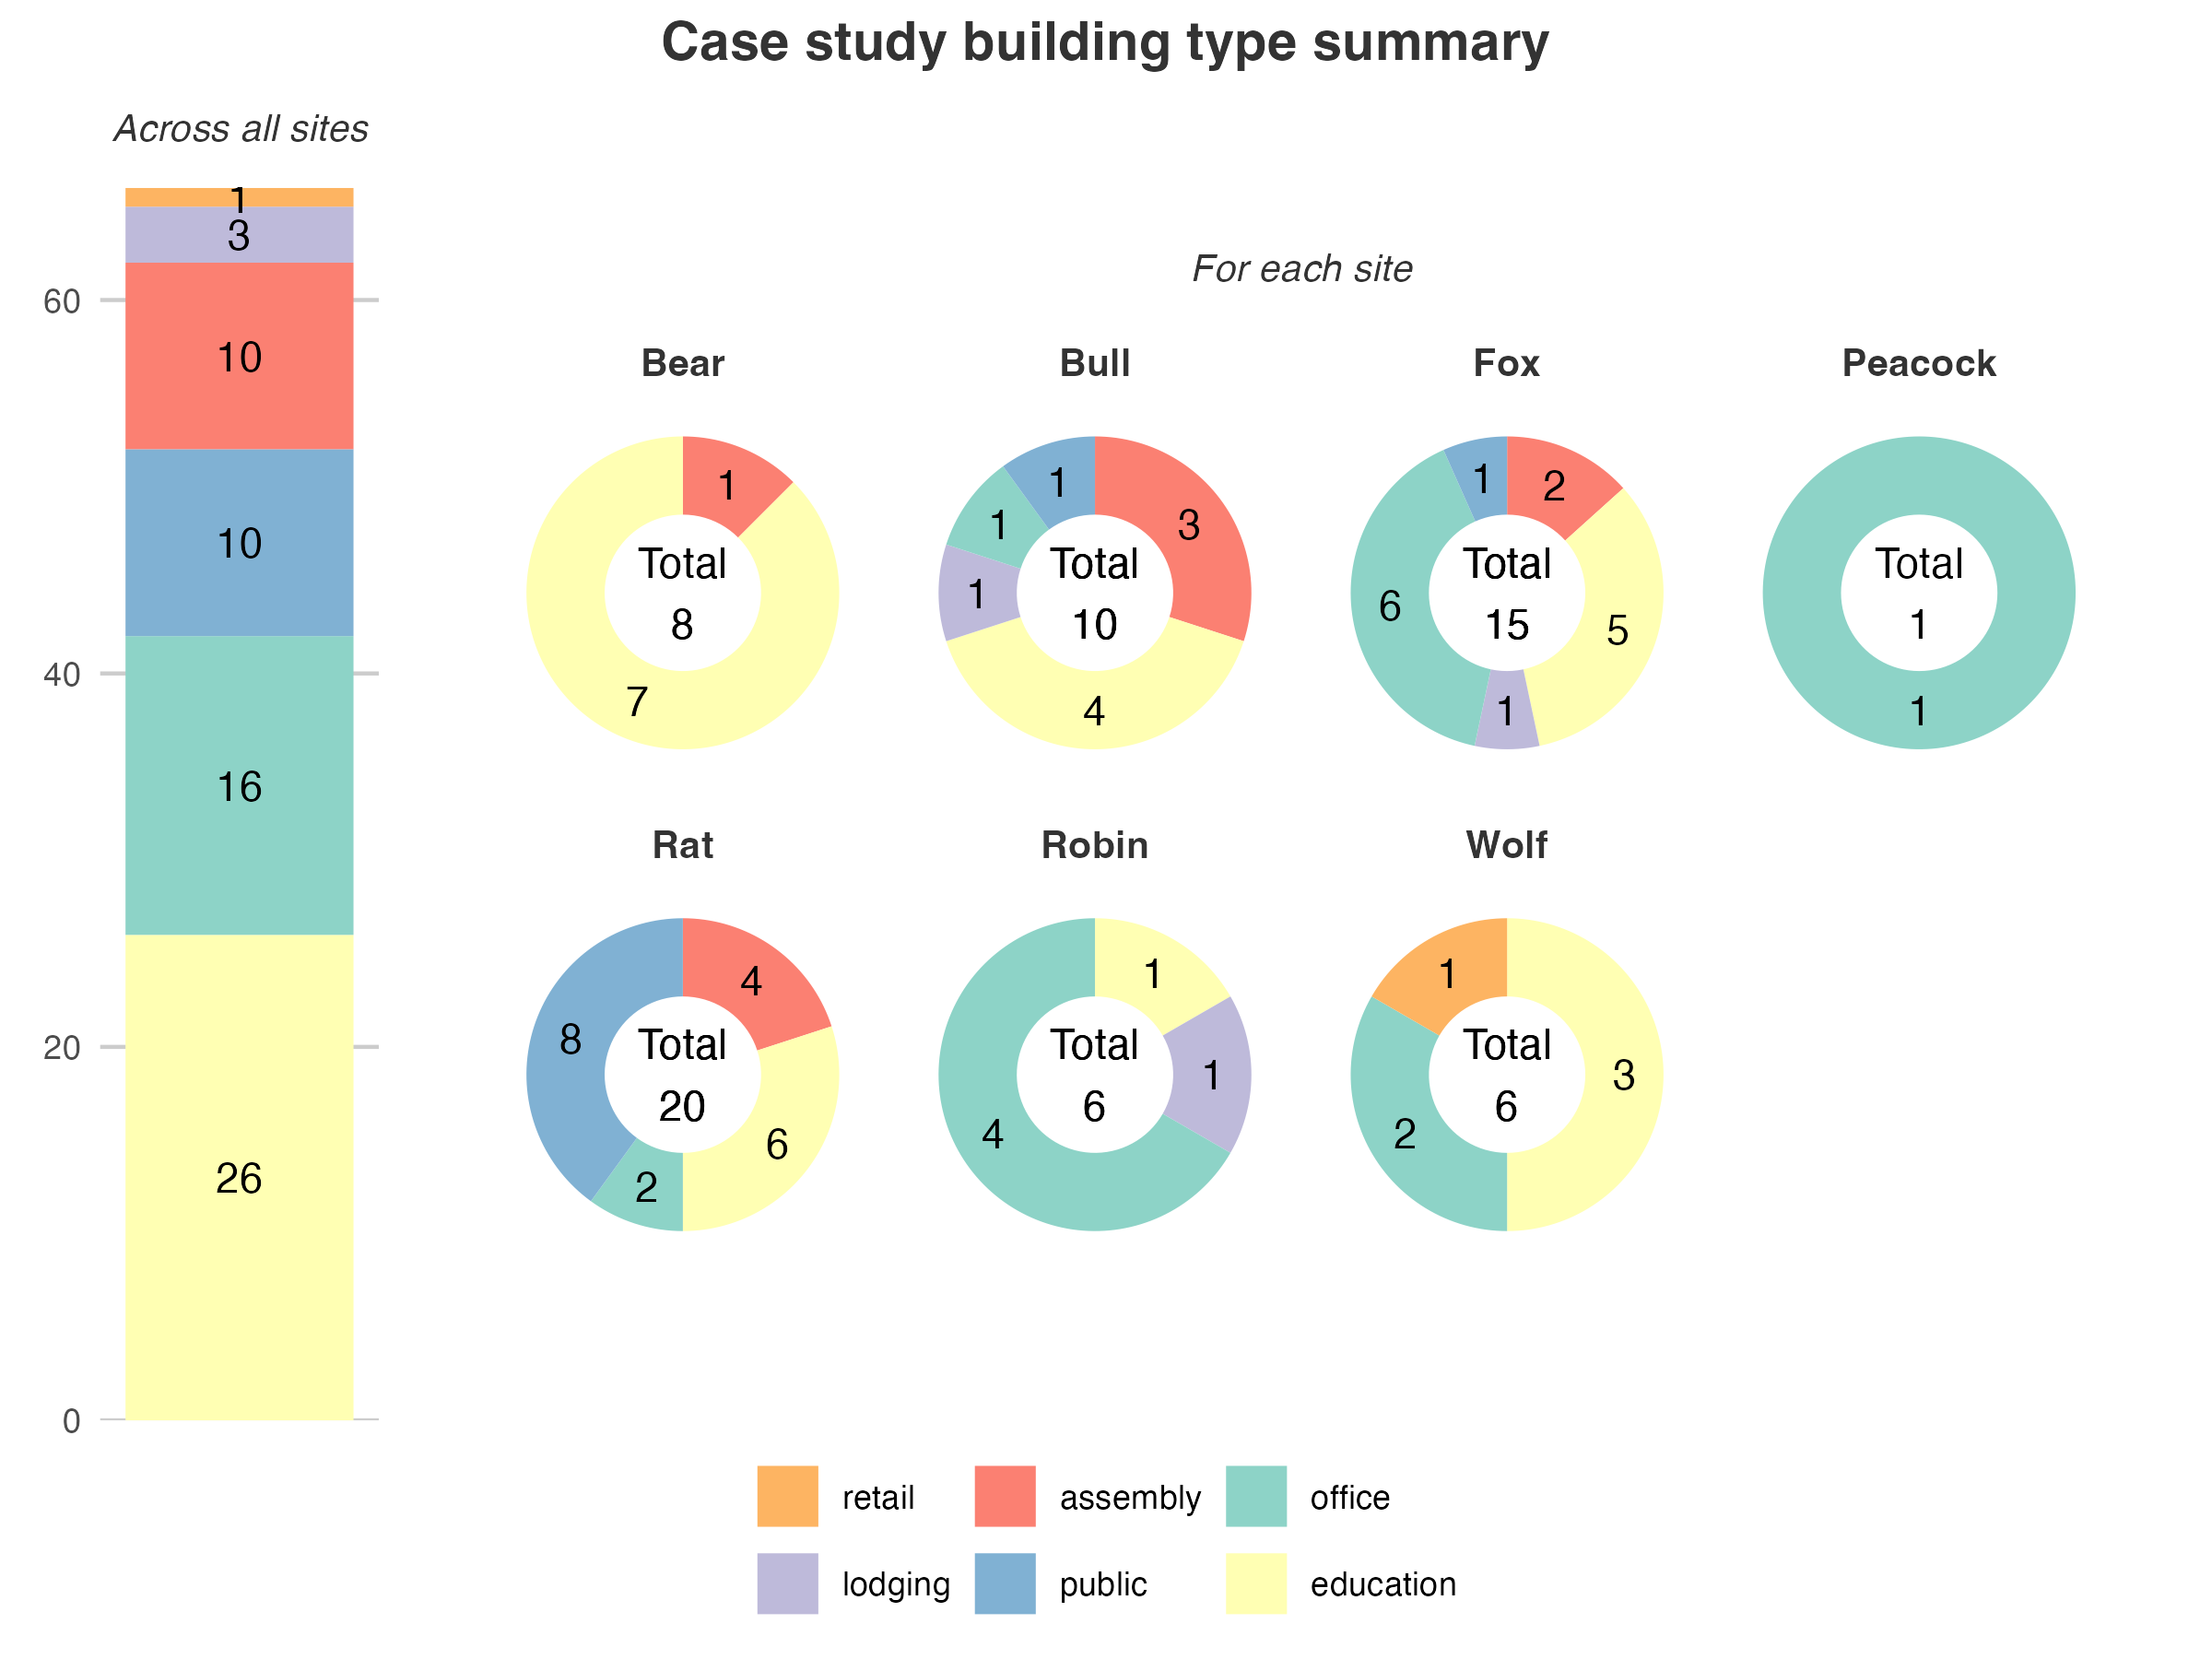 Case study building type summary
Across all sites
1
3
60
10
10
40
16
20
26
0
For each site
Bear
1
Total
8
7
Bull
1
3
1
Total
1
10
4
Fox
1
2
Total
6
15
5
1
Peacock
Total
1
1
Rat
4
8
Total
20
6
2
Robin
1
Total
1
6
4
Wolf
1
Total
3
6
2
retail
assembly
office
lodging
public
education